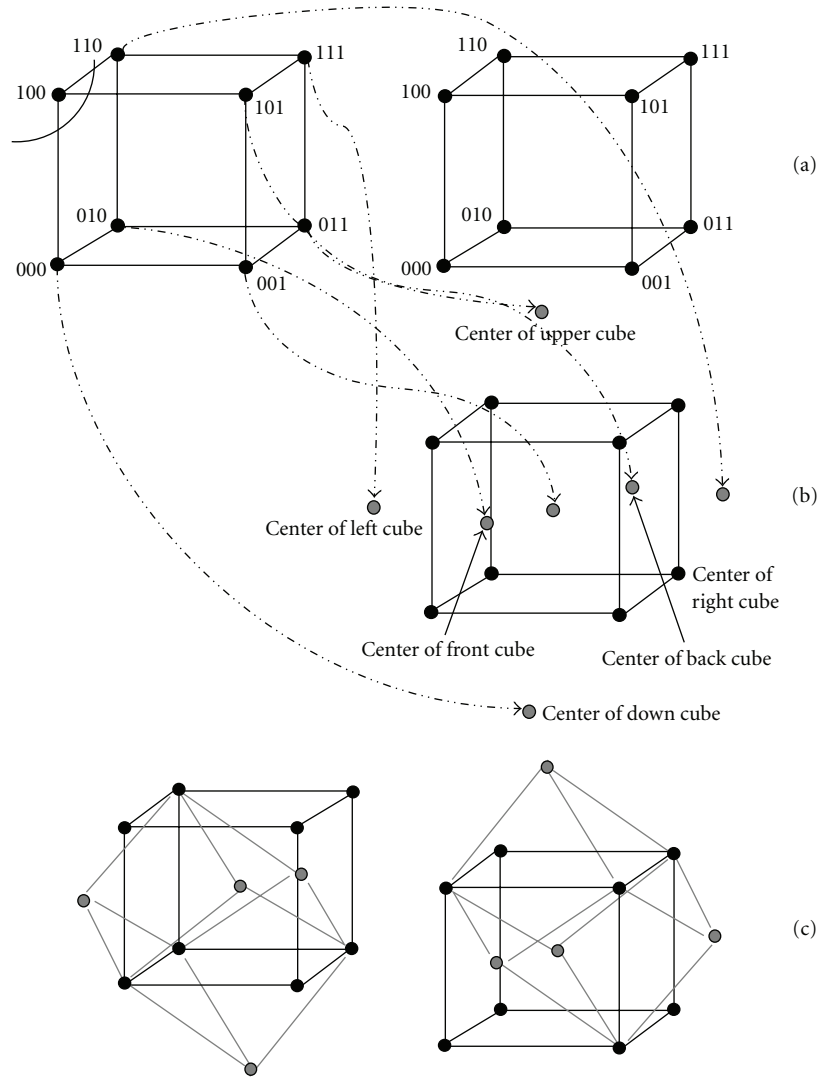 110
111
100
101
010
011
000
001
110
111
100
101
010
011
000
001
(a)
Center of upper cube
(b)
Center of left cube
Center of
right cube
Center of front cube
Center of back cube
Center of down cube
(c)